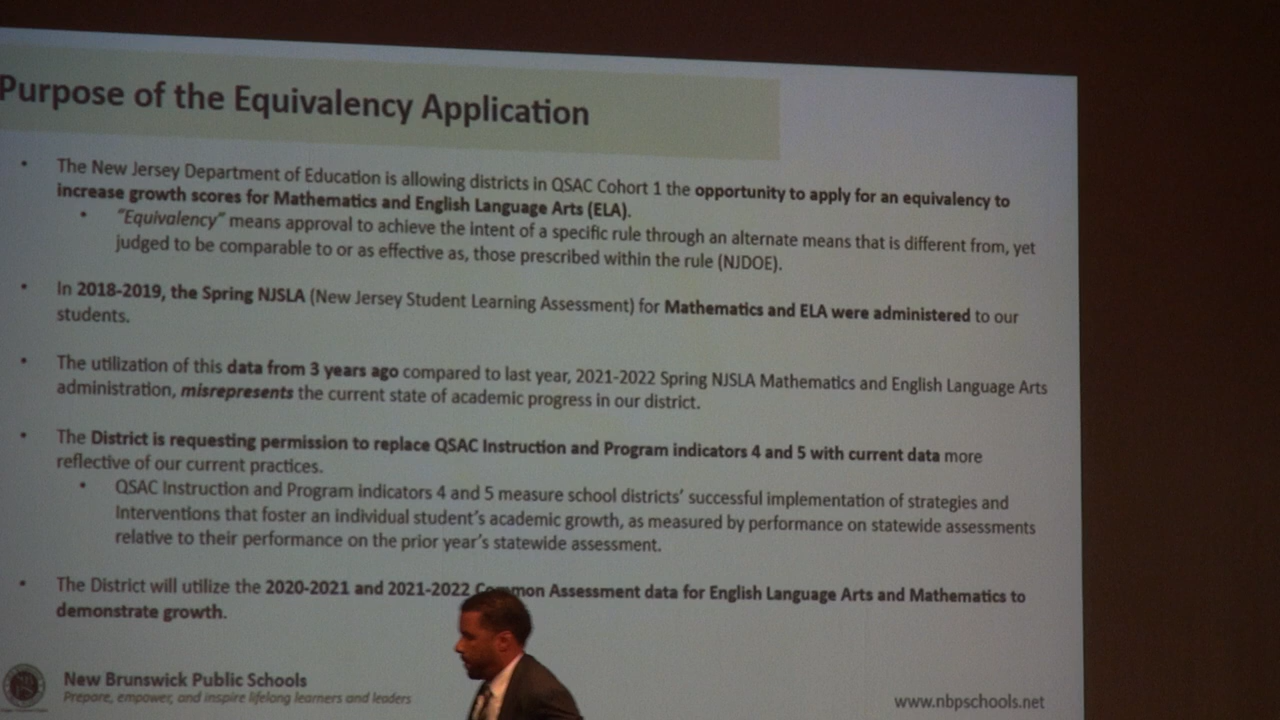 Purpose of the Equivalency Application
• The New Jersey Department of Education is allowing districts in QSAC Cohort 1 the opportunity to apply for an equivalency to
increase growth scores for Mathematics and English Language Arts (ELA).
• "Equivalency" means approval to achieve the intent of a specific rule through an alternate means that is different from, yet
judged to be comparable to or as effective as, those prescribed within the rule (NJDOE).
• In 2018-2019, the Spring NJSLA (New Jersey Student Learning Assessment) for Mathematics and ELA were administered to our
students.
• The utilization of this data from 3 years ago compared to last year, 2021-2022 Spring NJSLA Mathematics and English Language Arts
administration, misrepresents the current state of academic progress in our district.
• The District is requesting permission to replace QSAC Instruction and Program indicators 4 and 5 with current data more
reflective of our current practices.
• QSAC Instruction and Program indicators 4 and 5 measure school districts' successful implementation of strategies and
Interventions that foster an individual student's academic growth, as measured by performance on statewide assessments
relative to their performance on the prior year's statewide assessment.
• The District will utilize the 2020-2021 and 2021-2022 Common Assessment data for English Language Arts and Mathematics to
demonstrate growth.
New Brunswick Public Schools
Prepare, empower, and inspire lifelong learners and leaders
www.nbpschools.net